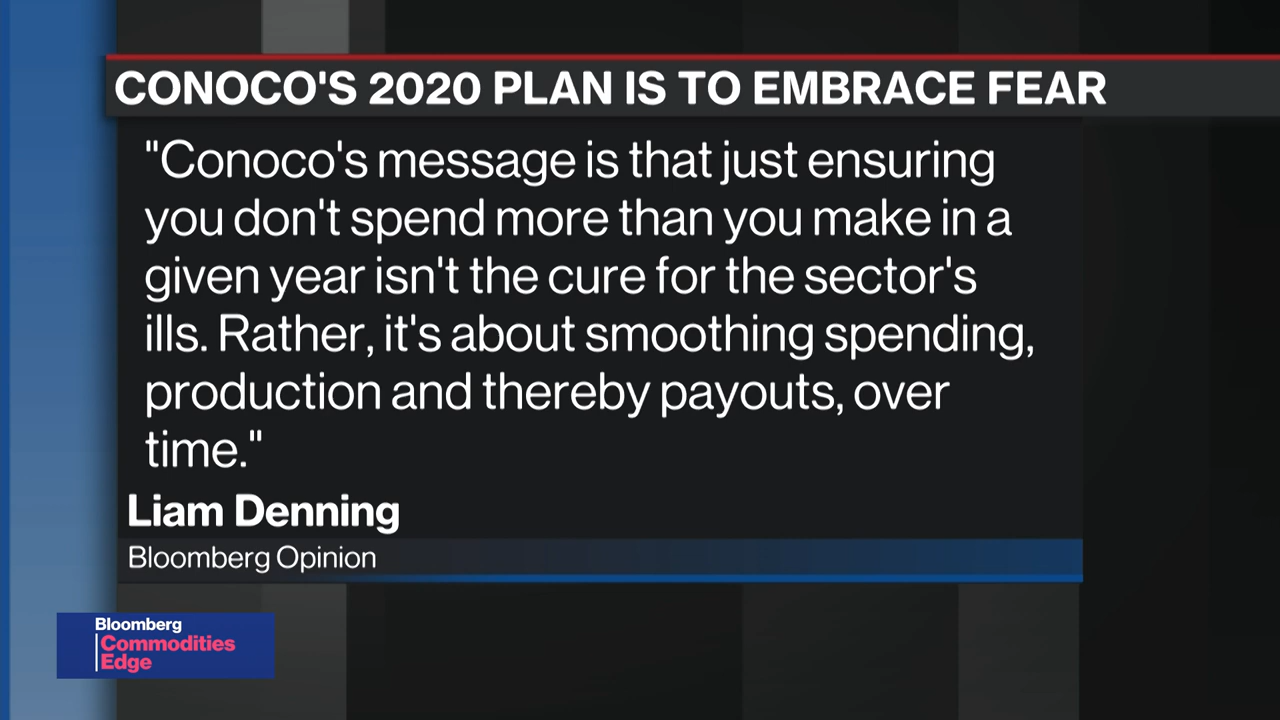 CONOCO'S 2020 PLAN IS TO EMBRACE FEAR
"Conoco's message is that just ensuring
you don't spend more than you make in a
given year isn't the cure for the sector's
ills. Rather, it's about smoothing spending,
production and thereby payouts, over
time."
Liam Denning
Bloomberg Opinion
Bloomberg
Commodities
Edge